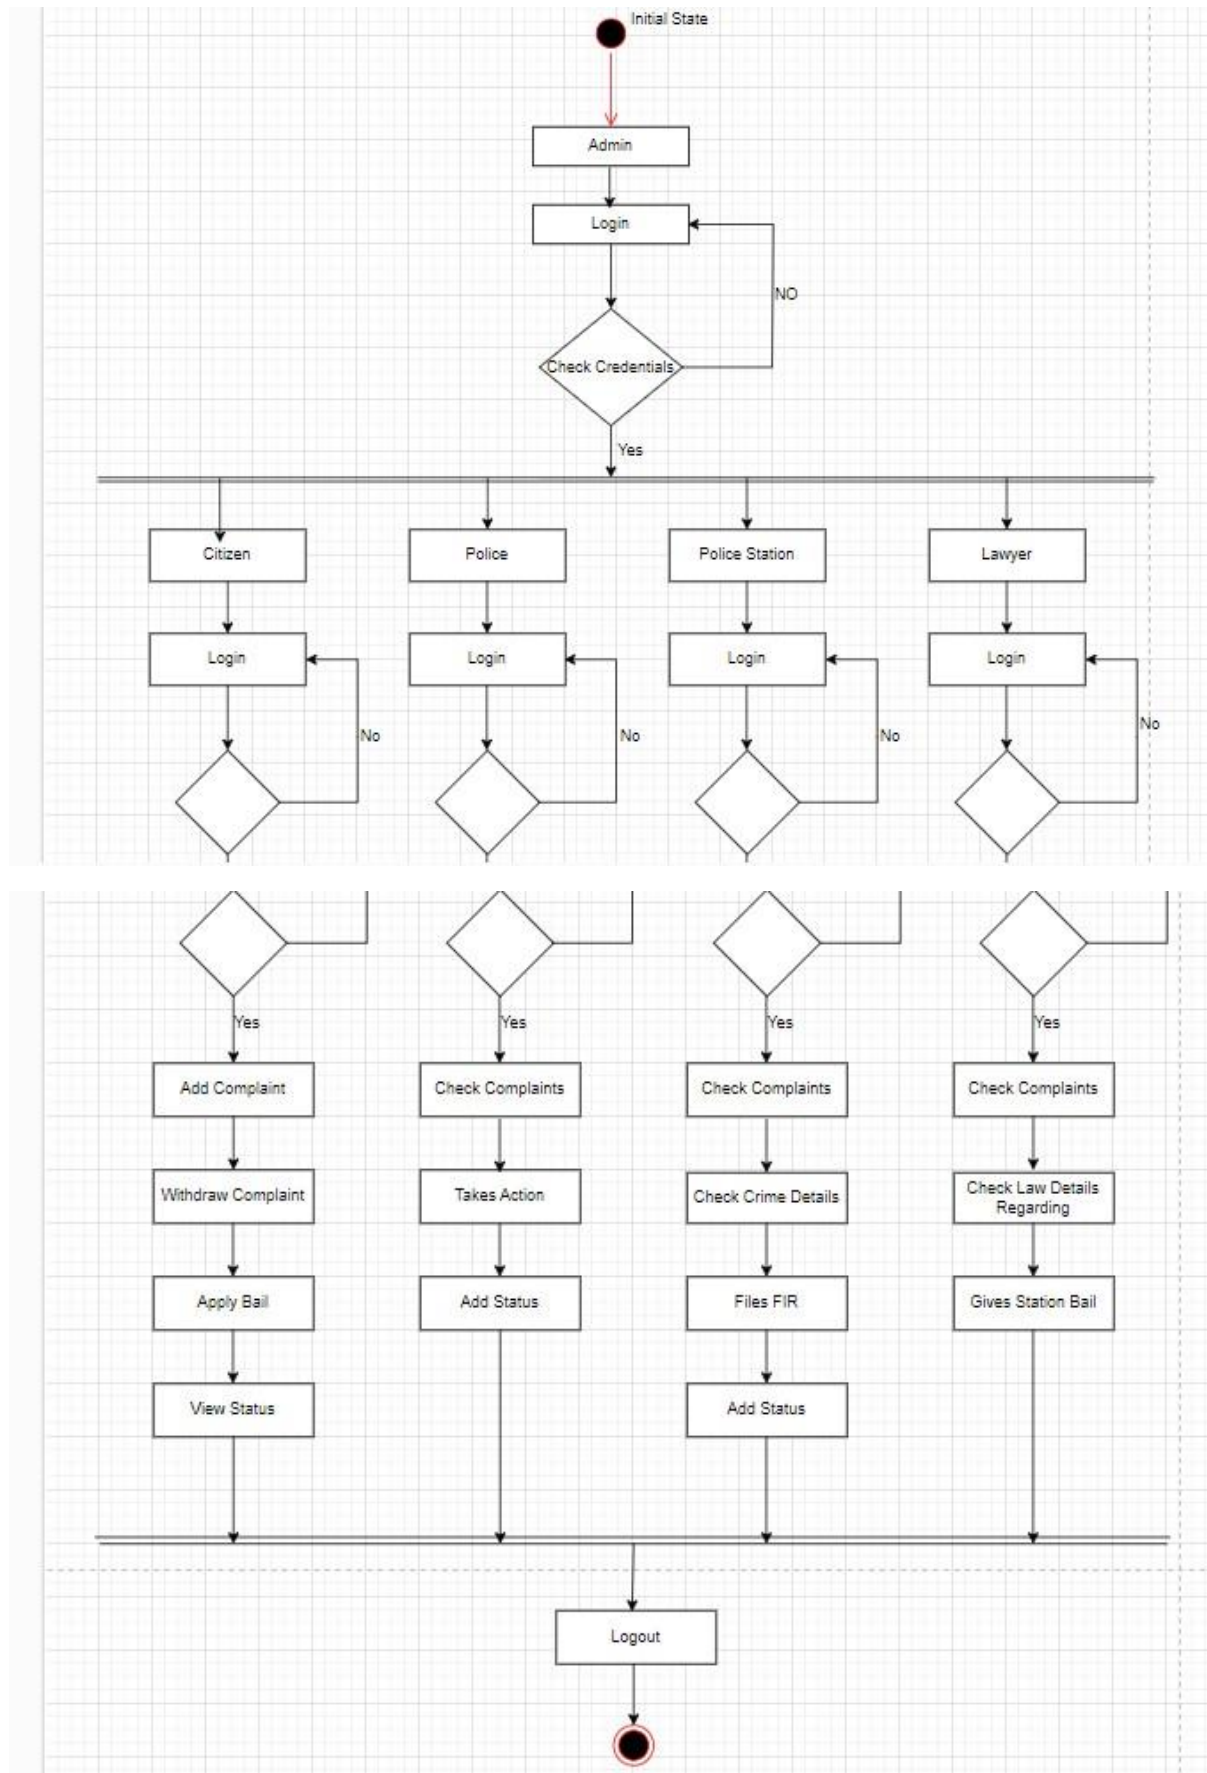 Initial State
Admin
Login
NO
Check Credentials
Yes
Citizen
Police
Police Station
Lawyer
Login
Login
Login
Login
No
No
No
No
Yes
Yes
Yes
Yes
Add Complaint
Check Complaints
Check Complaints
Check Complaints
Withdraw Complaint
Takes Action
Check Crime Details
Check Law Details
Regarding
Apply Bail
Add Status
Files FIR
Gives Station Bail
View Status
Add Status
Logout